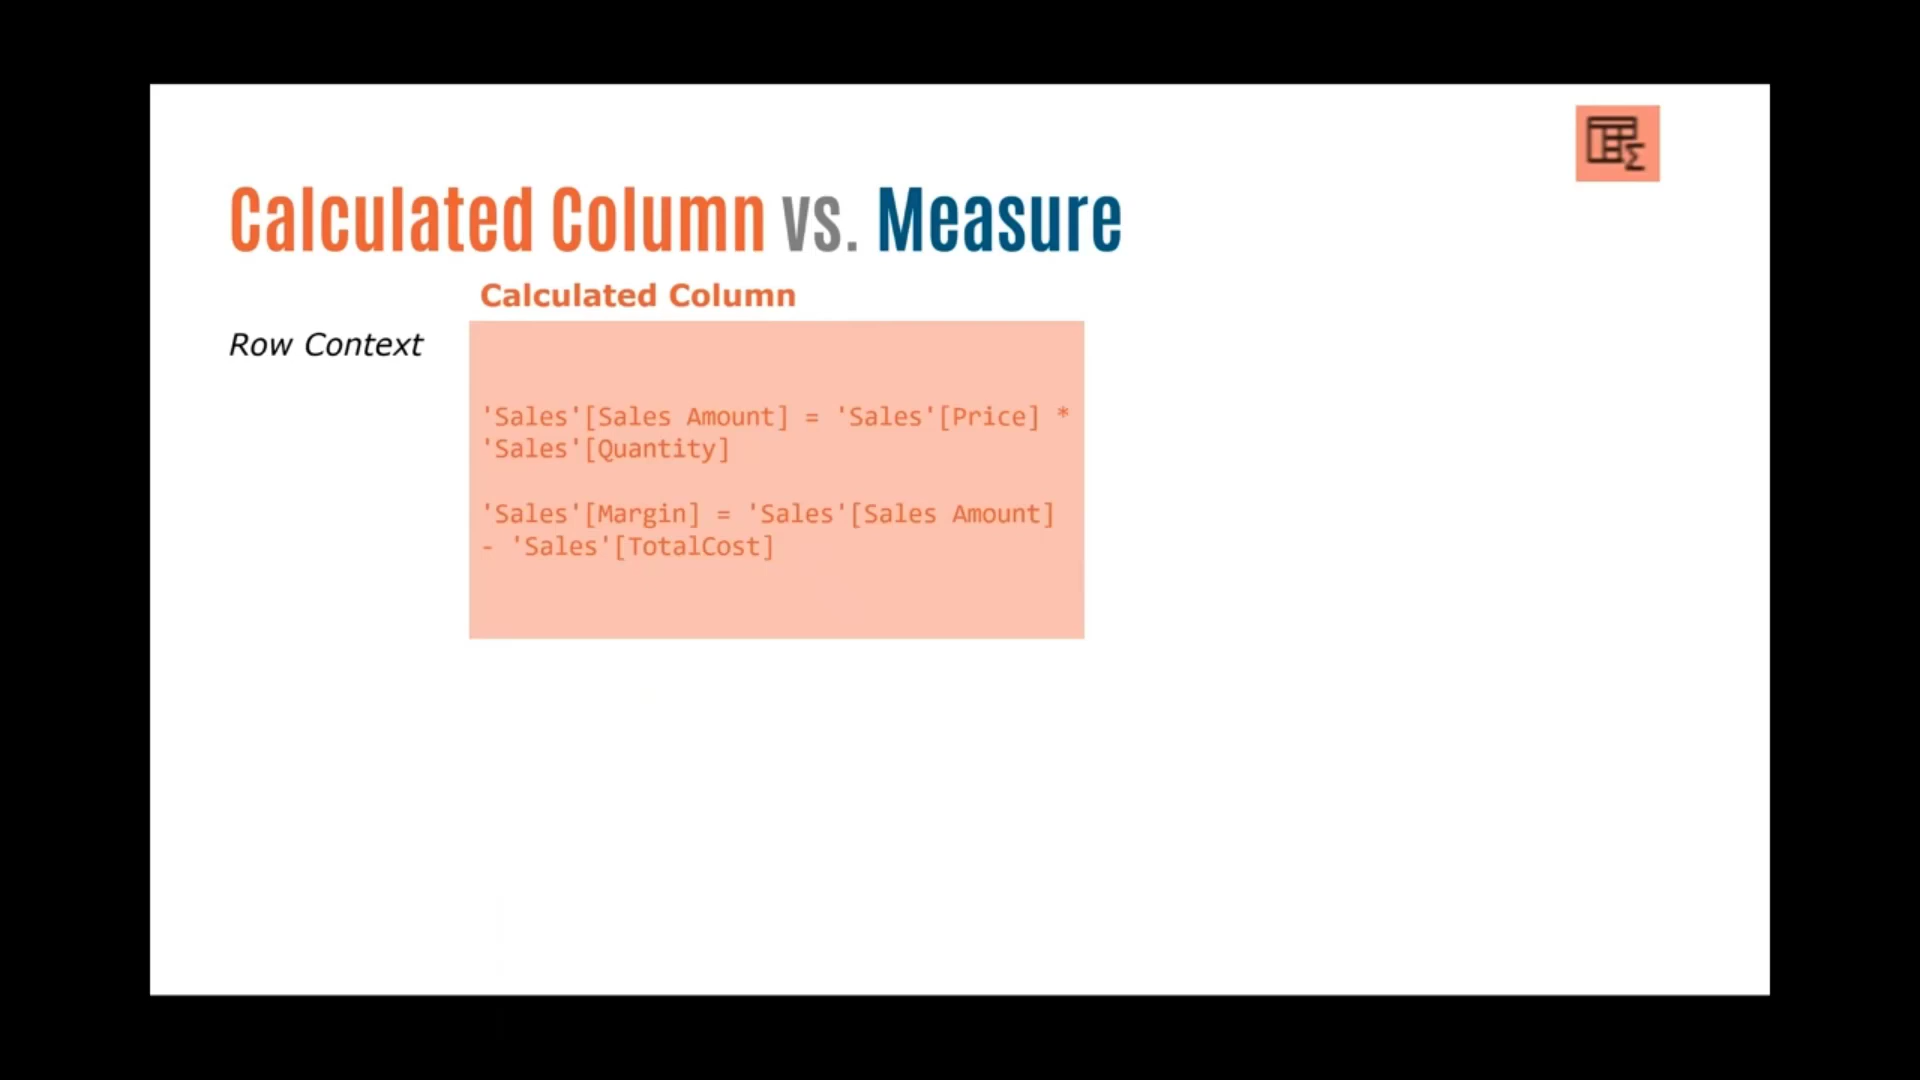 Calculated Column vs. Measure
Calculated Column
Row Context
'Sales'[Sales Amount] = 'Sales'[Price] *
'Sales'[Quantity]
'Sales'[Margin] = 'Sales'[Sales Amount]
- 'Sales'[TotalCost]